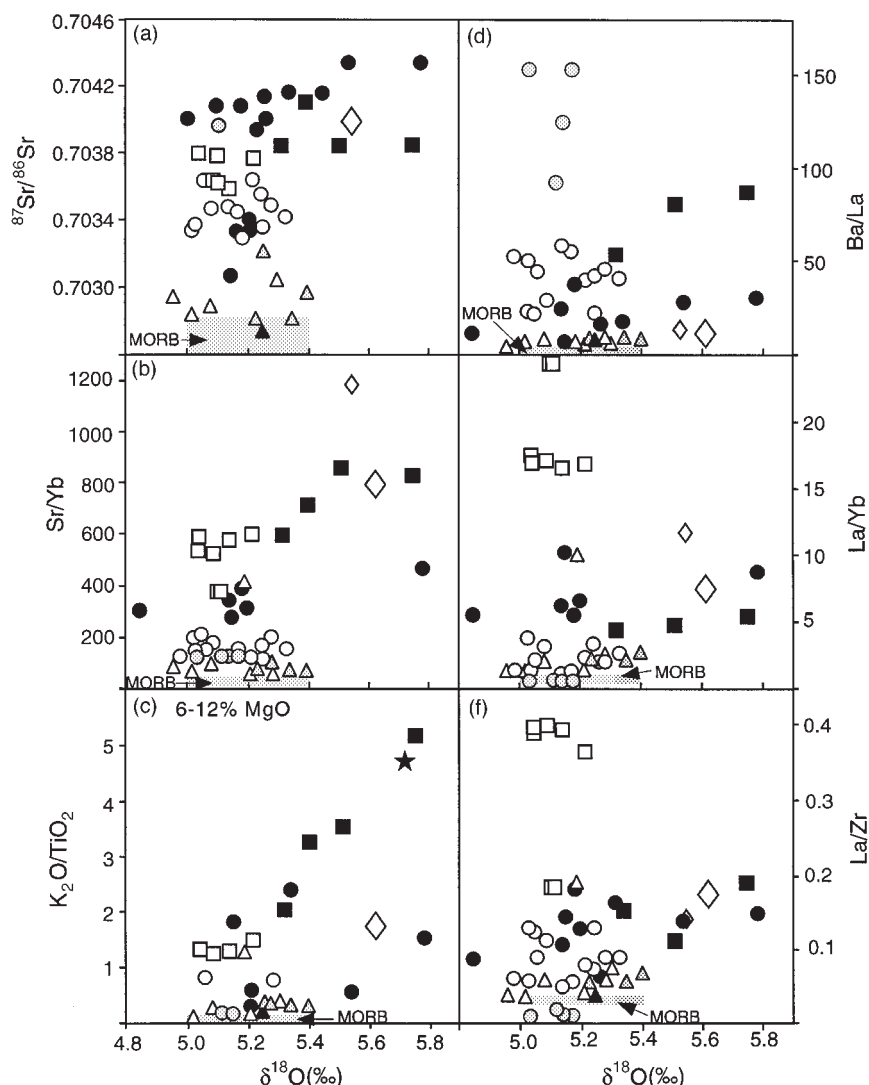 (a)
0.7046
0.7042
0.7038
0.7034
0.7030
⁸⁷Sr/⁸⁶Sr
MORB
(d)
150
100
50
Ba/La
MORB
(b)
1200
1000
800
600
400
200
Sr/Yb
MORB
20
15
10
5
La/Yb
MORB
(c) 6-12% MgO
5
4
3
2
1
K₂O/TiO₂
MORB
4.8 5.0 5.2 5.4 5.6 5.8
δ¹⁸O(‰)
(f)
0.4
0.3
0.2
0.1
La/Zr
MORB
5.0 5.2 5.4 5.6 5.8
δ¹⁸O(‰)